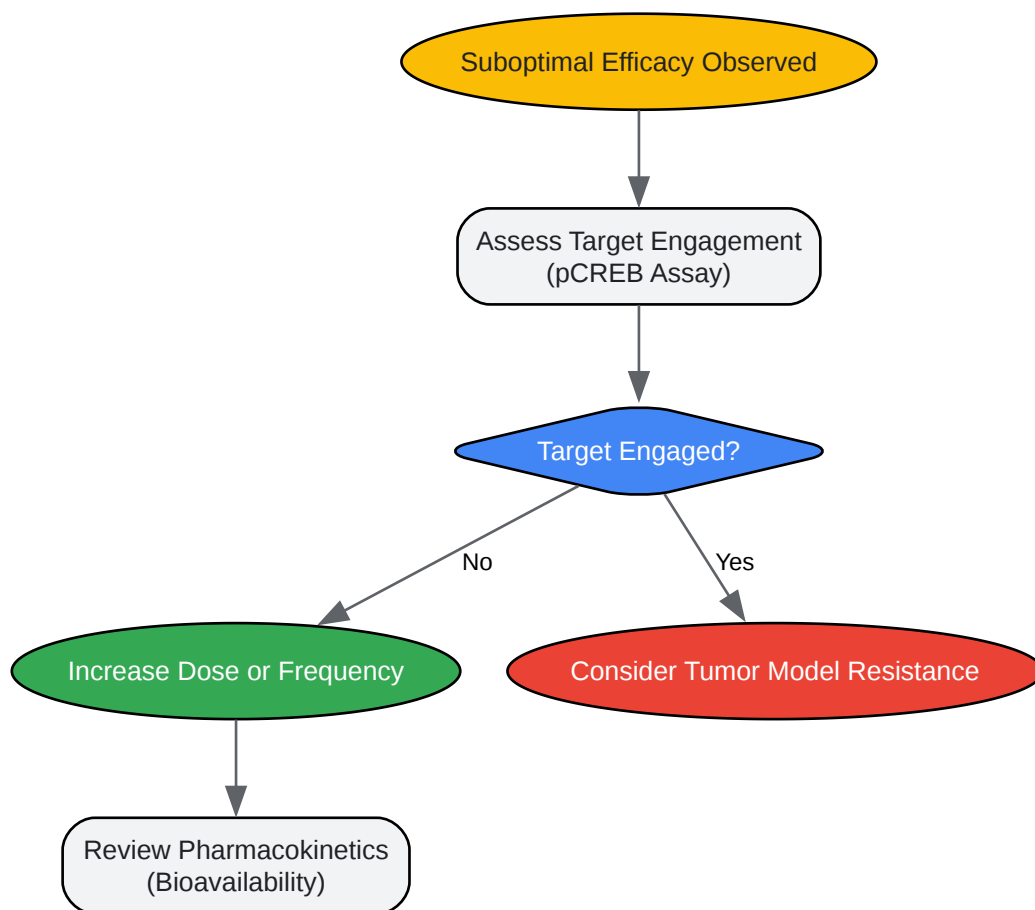 Suboptimal Efficacy Observed
Assess Target Engagement
(pCREB Assay)
Target Engaged?
No
Yes
Increase Dose or Frequency
Consider Tumor Model Resistance
Review Pharmacokinetics
(Bioavailability)